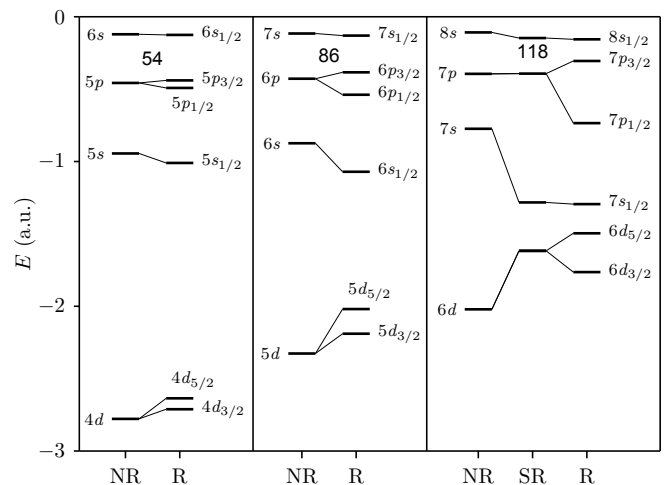 0
−1
−2
−3
E (a.u.)
54
6s
6s1/2
5p
5p3/2
5p1/2
5s
5s1/2
4d
4d5/2
4d3/2
NR
R
86
7s
7s1/2
6p
6p3/2
6p1/2
6s
6s1/2
5d
5d5/2
5d3/2
NR
R
118
8s
8s1/2
7p
7p3/2
7p1/2
7s
7s1/2
6d
6d5/2
6d3/2
NR
SR
R